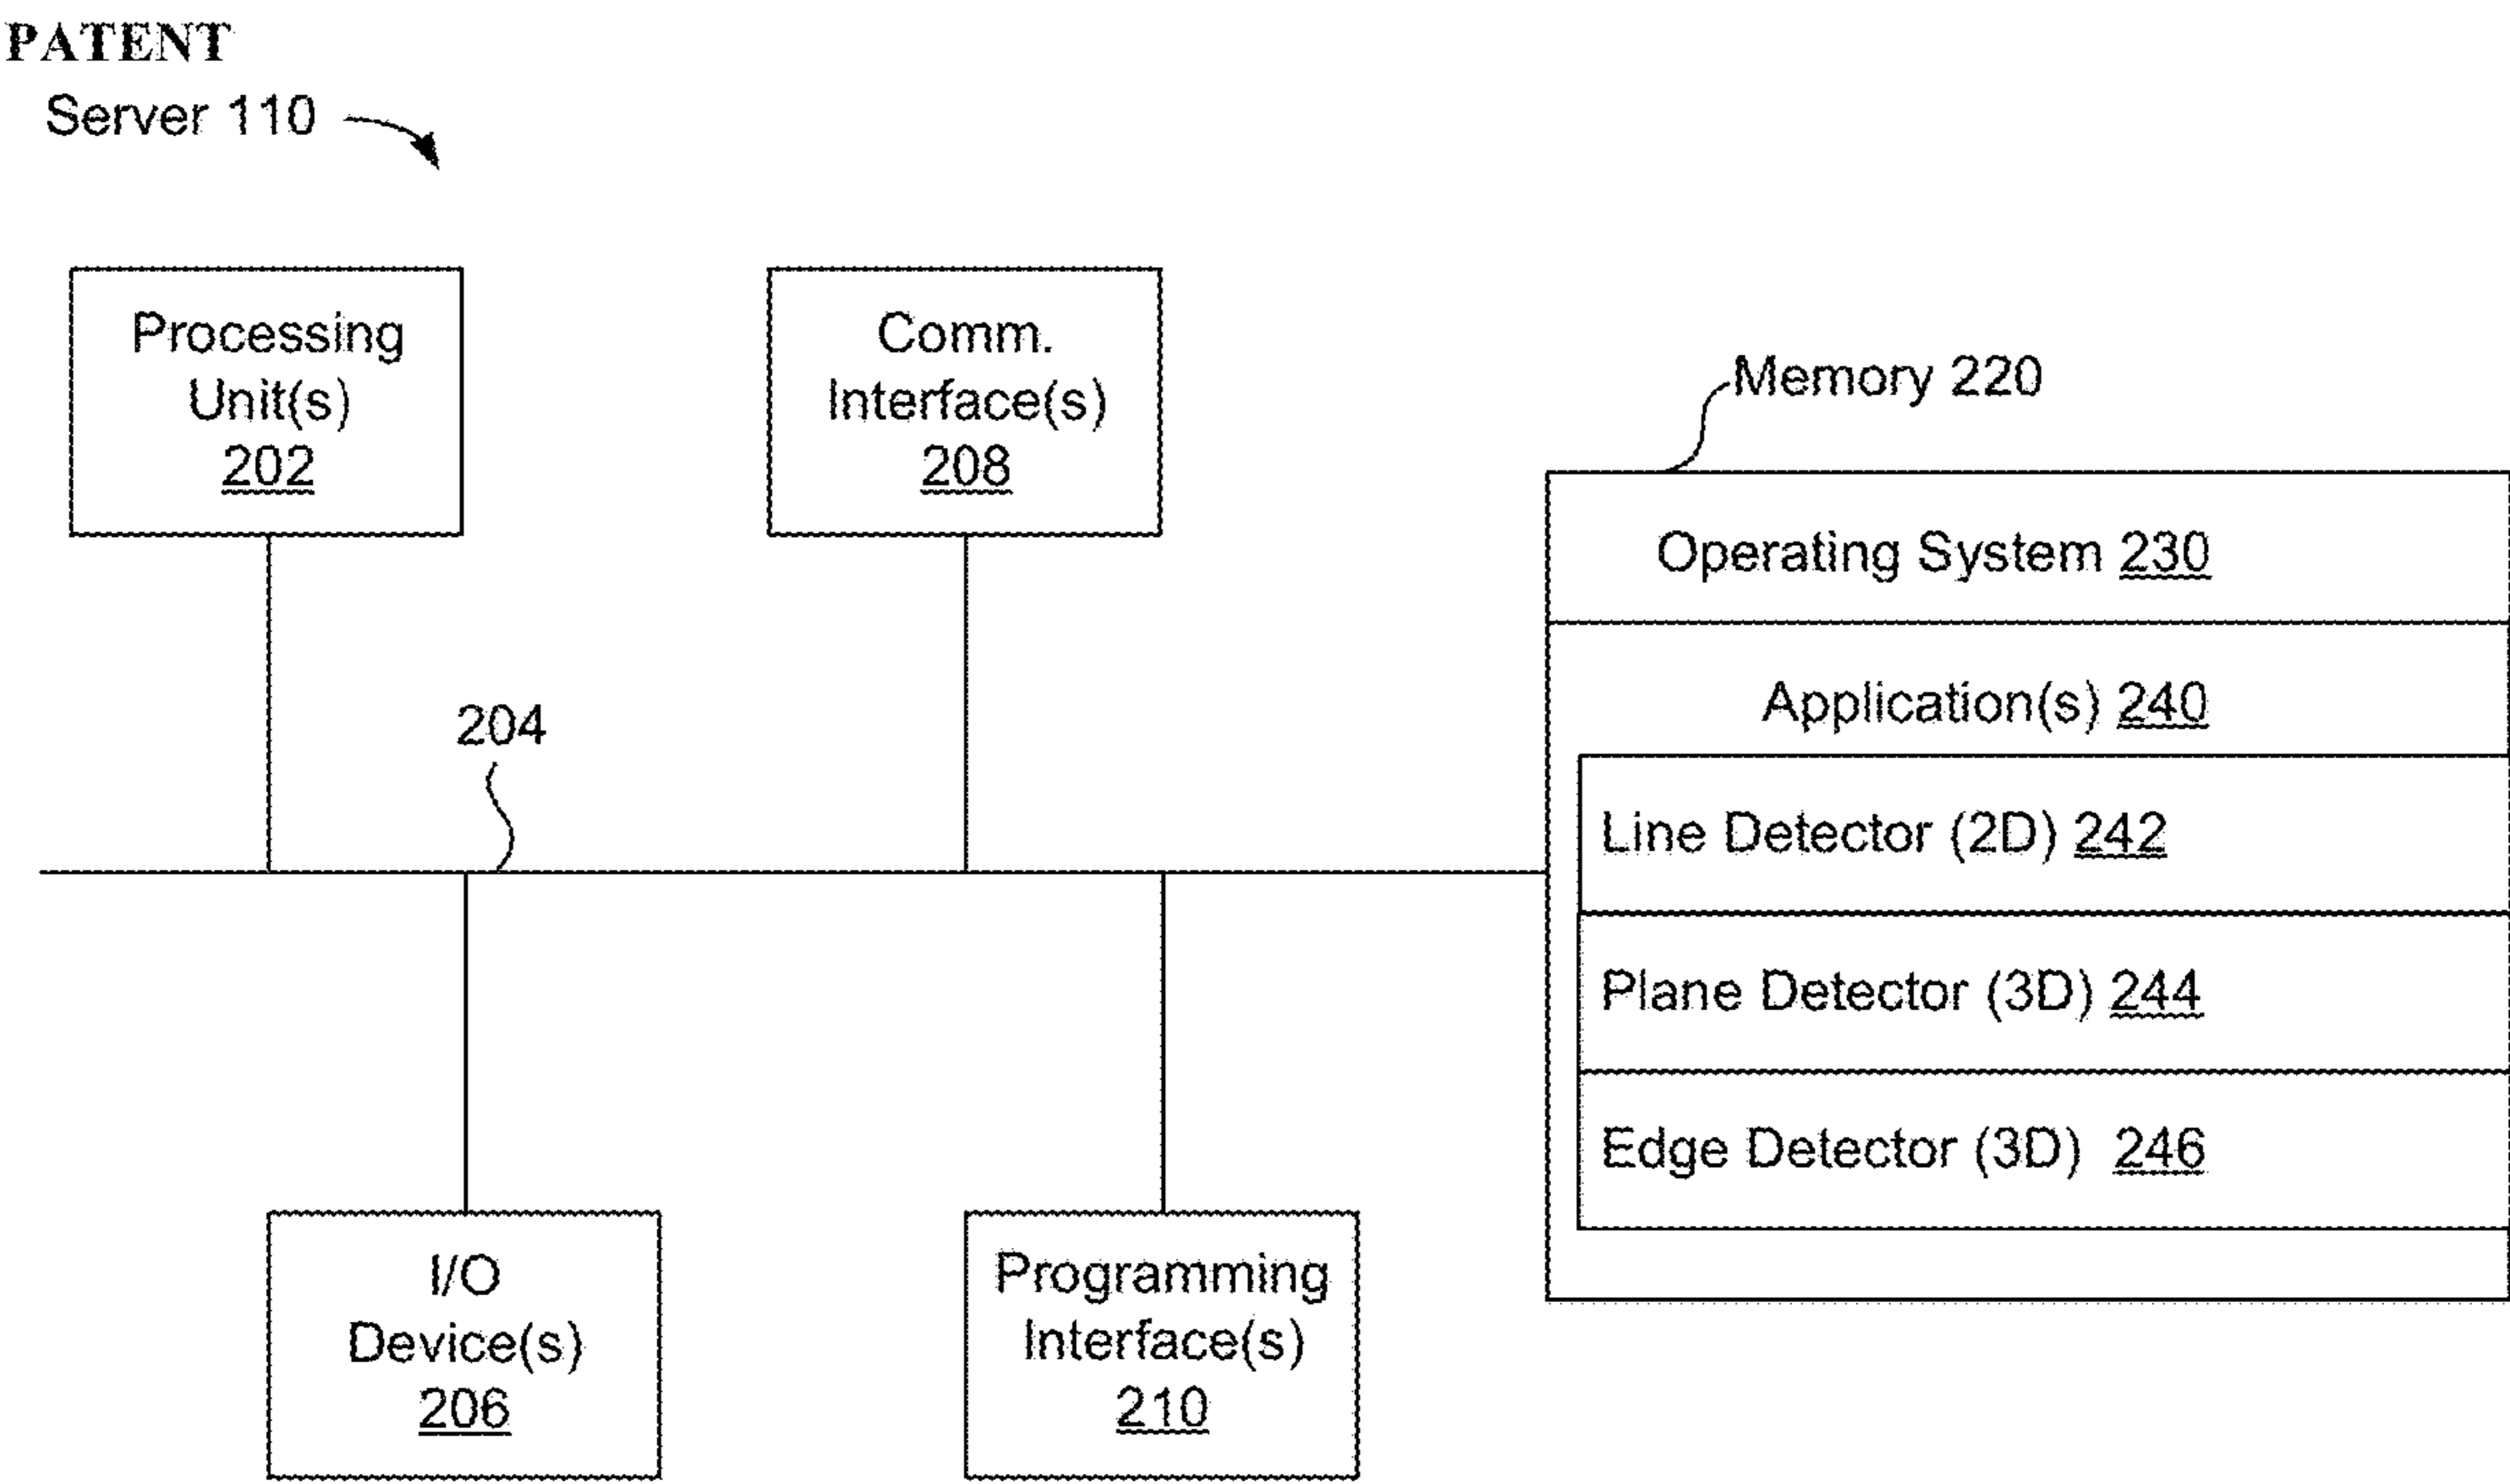 PATENT
Server 110
Processing
Unit(s)
202
Comm.
Interface(s)
208
Memory 220
Operating System 230
Application(s) 240
Line Detector (2D) 242
Plane Detector (3D) 244
Edge Detector (3D) 246
204
I/O
Device(s)
206
Programming
Interface(s)
210